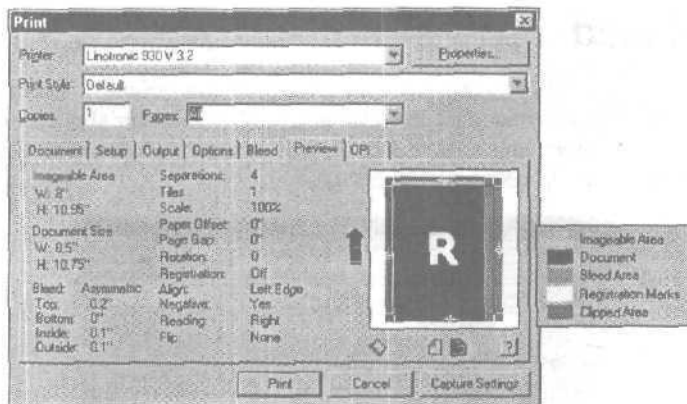 Print
Printer: Linotronic 930 V 3.2 Properties...
Print Style: Default
Copies: 1 Pages: All
Document Setup Output Options Bleed Preview OPI
Imageable Area
W: 8"
H: 10.95"
Document Size
W: 8.5"
H: 10.75"
Bleed: Asymmetric
Top: 0.2"
Bottom: 0"
Inside: 0.1"
Outside: 0.1"
Separations: 4
Tiles 1
Scale: 100%
Paper Offset: 0"
Page Gap: 0"
Rotation: 0
Registration: Off
Align: Left Edge
Negative: Yes
Reading: Right
Flip: None
R
?
Imageable Area
Document
Bleed Area
Registration Marks
Clipped Area
Print Cancel Capture Settings